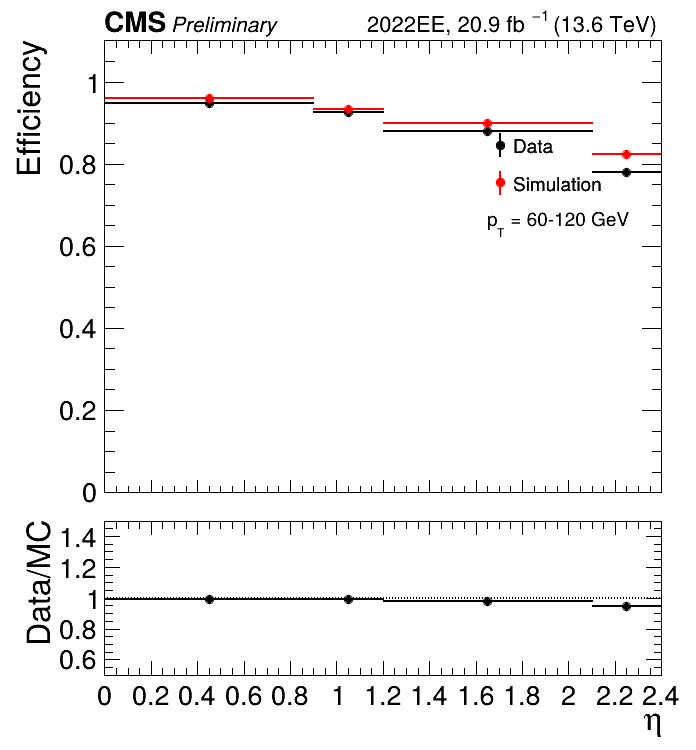 CMS Preliminary 2022EE, 20.9 fb ⁻¹ (13.6 TeV)
Efficiency
1
0.8
0.6
0.4
0.2
0
Data
Simulation
p_T = 60-120 GeV
Data/MC
1.4
1.2
1
0.8
0.6
0 0.2 0.4 0.6 0.8 1 1.2 1.4 1.6 1.8 2 2.2 2.4
η